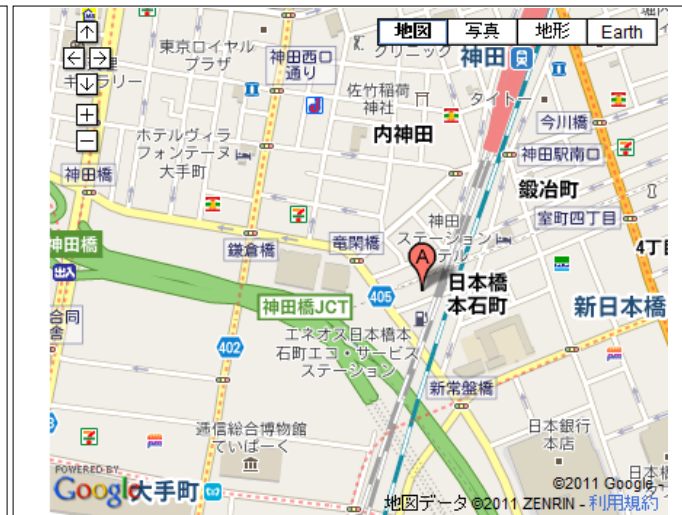 地図 写真 地形 Earth
東京ロイヤル
プラザ
神田西口
通り
クリニック
神田
ギャラリー
佐竹稲荷
神社
タイトー
今川橋
内神田
ホテルヴィラ
フォンテーヌ
大手町
神田駅南口
神田橋
鍛冶町
室町四丁目
神田
ステーションホ
テル
神田橋
鎌倉橋
竜閑橋
4丁目
出入
A
日本橋
本石町
405
神田橋JCT
新日本橋
合同
舎
エネオス日本橋本
石町エコ・サービス
ステーション
402
新常盤橋
逓信総合博物館
ていぱーく
日本銀行
本店
POWERED BY
Google
大手町
©2011 Google -
地図データ ©2011 ZENRIN - 利用規約